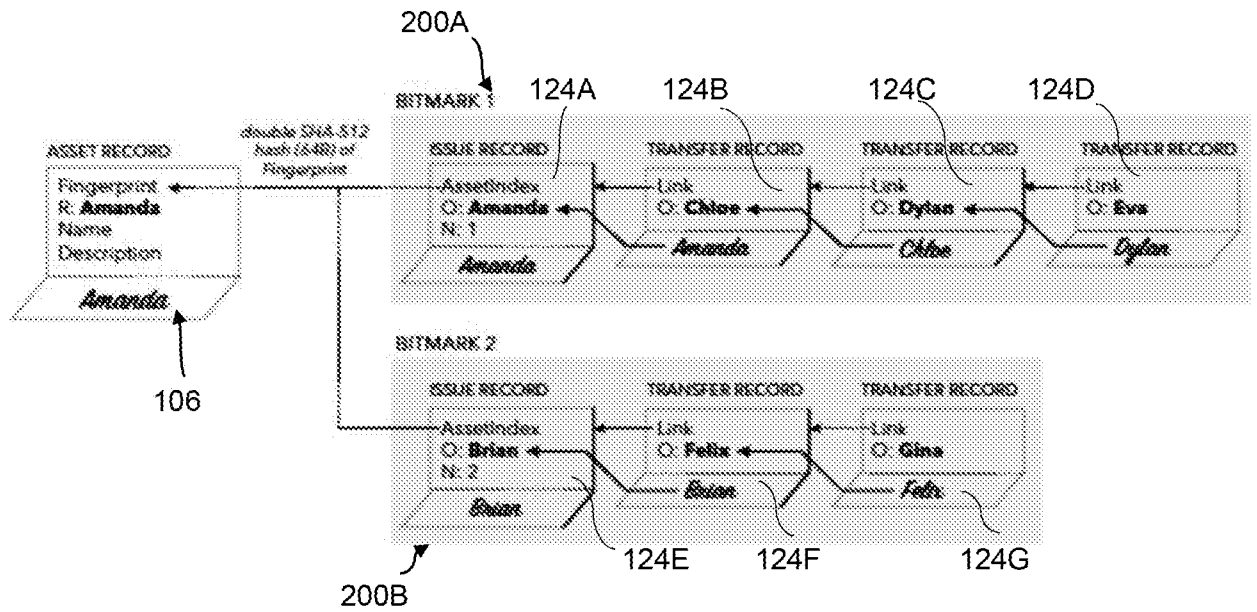 200A
BITMARK 1
124A
124B
124C
124D
double SHA-512
hash (64B) of
Fingerprint
ASSET RECORD
Fingerprint
R: Amanda
Name
Description
Amanda
106
ISSUE RECORD
AssetIndex
O: Amanda
N: 1
Amanda
TRANSFER RECORD
Link
O: Chloe
Amanda
TRANSFER RECORD
Link
O: Dylan
Chloe
TRANSFER RECORD
Link
O: Eva
Dylan
BITMARK 2
ISSUE RECORD
AssetIndex
O: Brian
N: 2
Brian
TRANSFER RECORD
Link
O: Felix
Brian
TRANSFER RECORD
Link
O: Gina
Felix
124E
124F
124G
200B